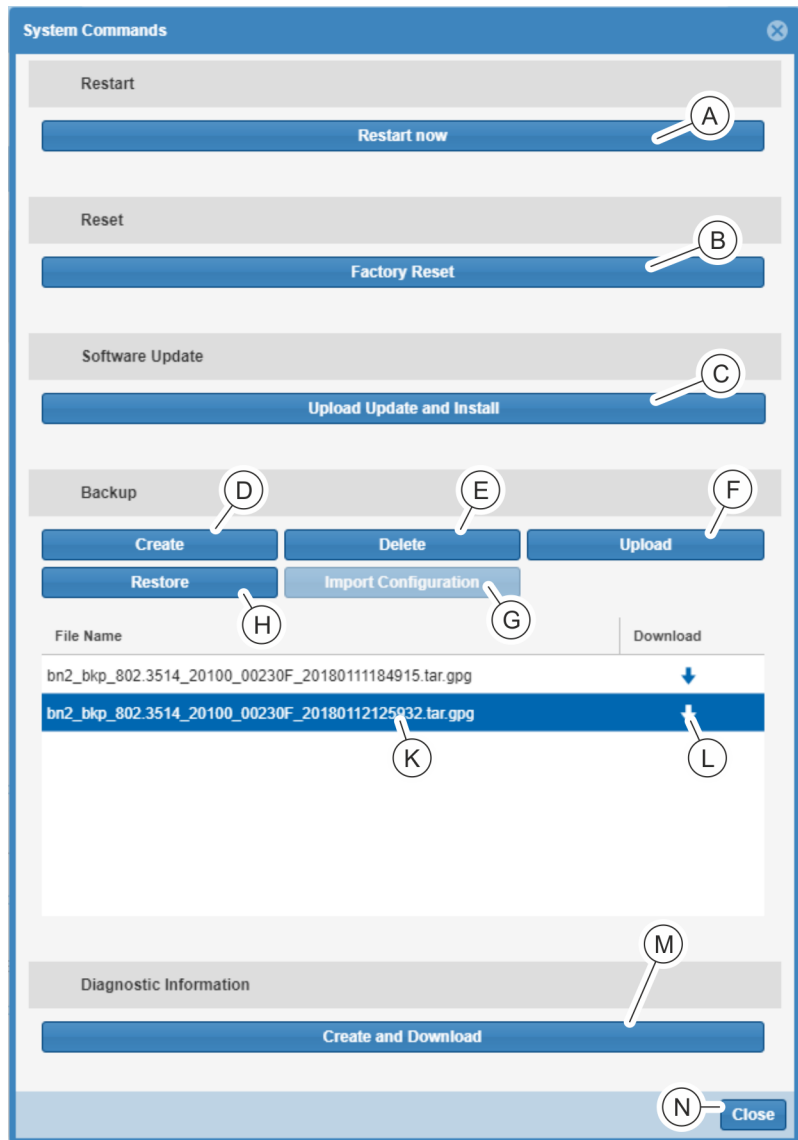 System Commands
Restart
A
Restart now
Reset
B
Factory Reset
Software Update
C
Upload Update and Install
Backup
D
E
F
Create Delete Upload
Restore Import Configuration
H
G
File Name Download
bn2_bkp_802.3514_20100_00230F_20180111184915.tar.gpg
bn2_bkp_802.3514_20100_00230F_20180112125932.tar.gpg
K
L
M
Diagnostic Information
Create and Download
N
Close